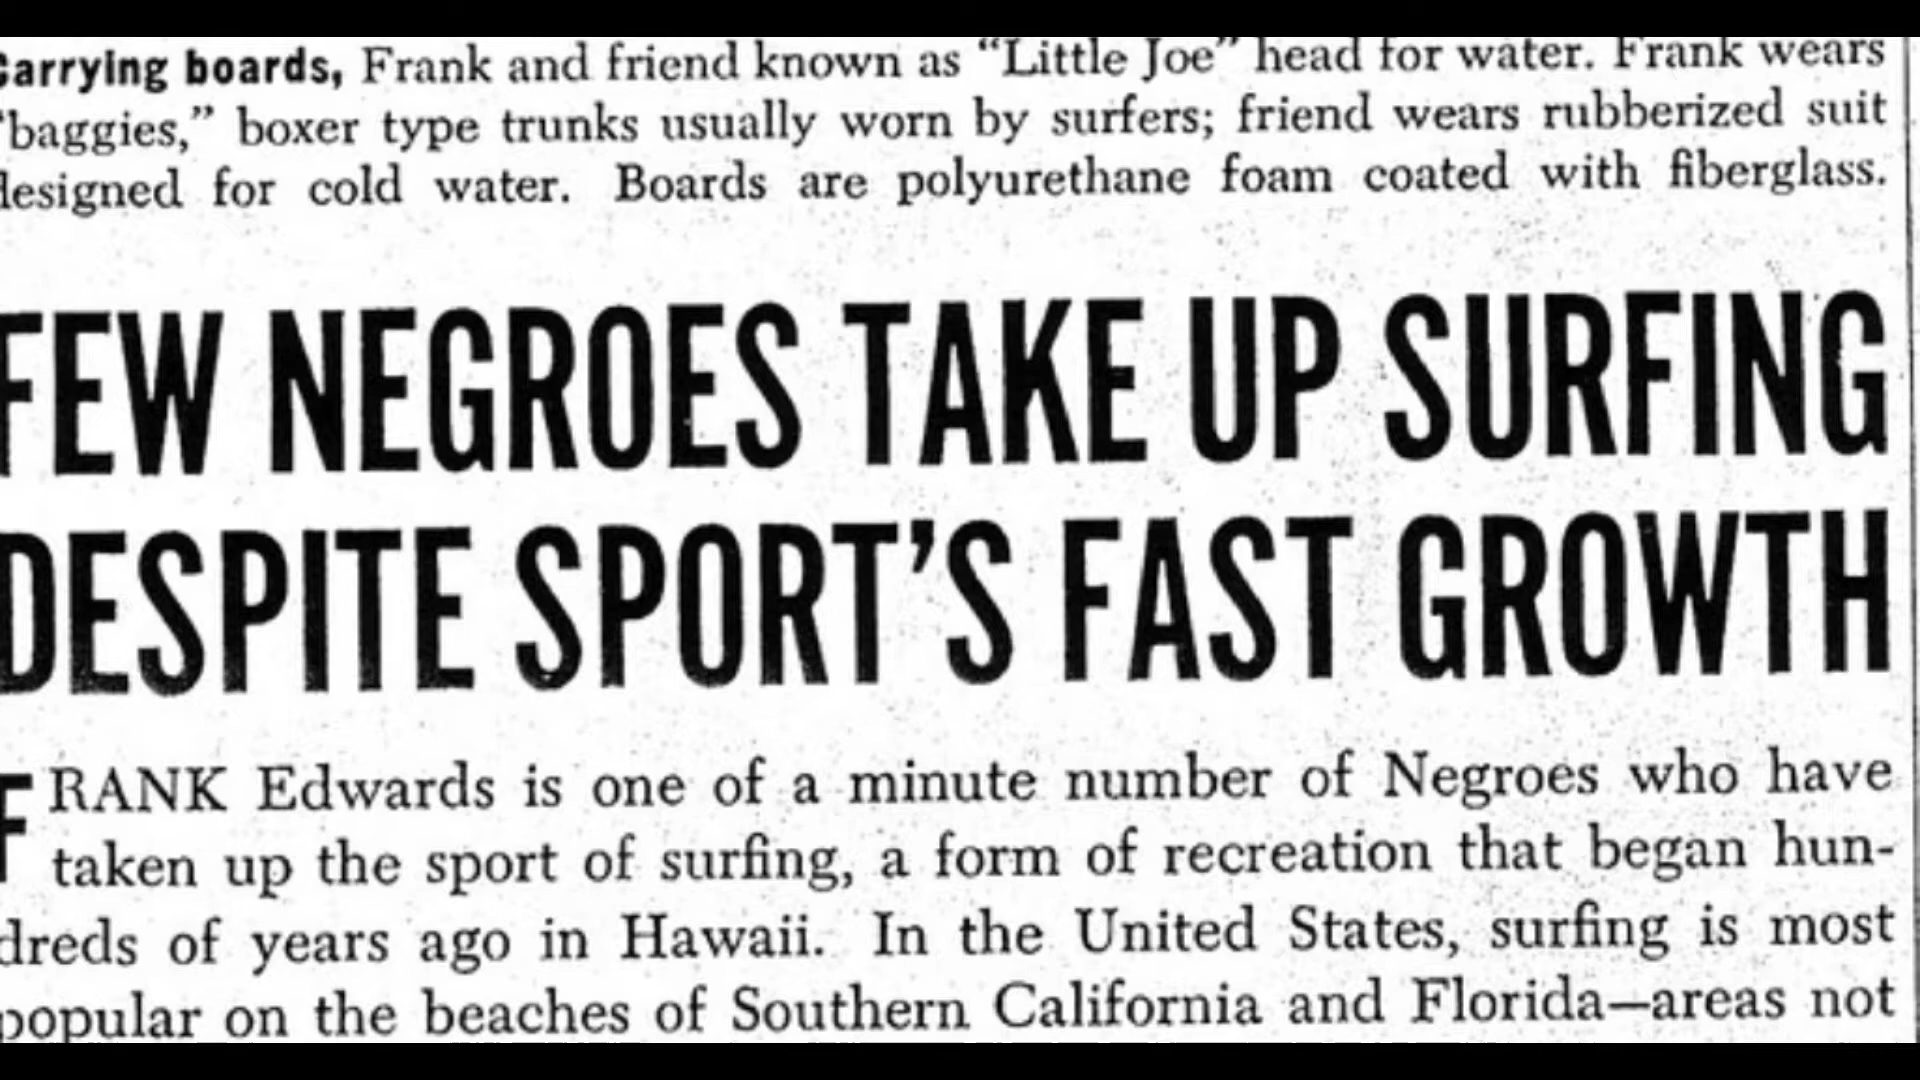 Carrying boards, Frank and friend known as “Little Joe” head for water. Frank wears
“baggies,” boxer type trunks usually worn by surfers; friend wears rubberized suit
designed for cold water. Boards are polyurethane foam coated with fiberglass.
FEW NEGROES TAKE UP SURFING
DESPITE SPORT’S FAST GROWTH
FRANK Edwards is one of a minute number of Negroes who have
taken up the sport of surfing, a form of recreation that began hun-
dreds of years ago in Hawaii. In the United States, surfing is most
popular on the beaches of Southern California and Florida—areas not